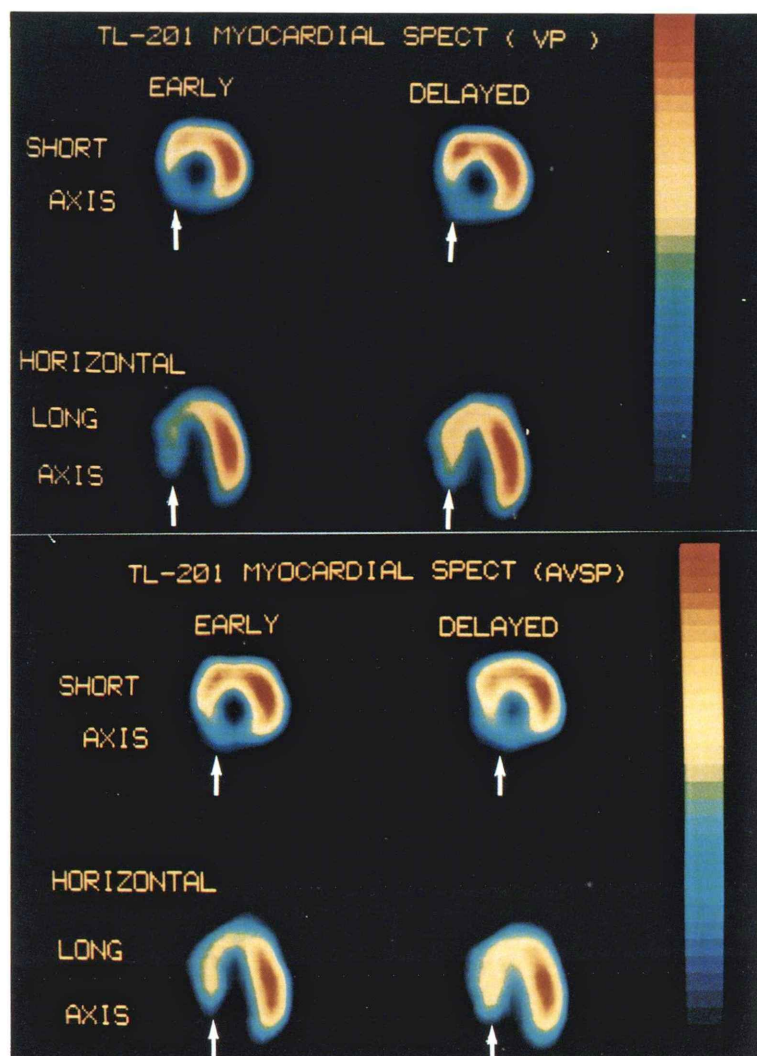 TL-201 MYOCARDIAL SPECT ( VP )
EARLY
DELAYED
SHORT
AXIS
HORIZONTAL
LONG
AXIS
TL-201 MYOCARDIAL SPECT (AVSP)
EARLY
DELAYED
SHORT
AXIS
HORIZONTAL
LONG
AXIS